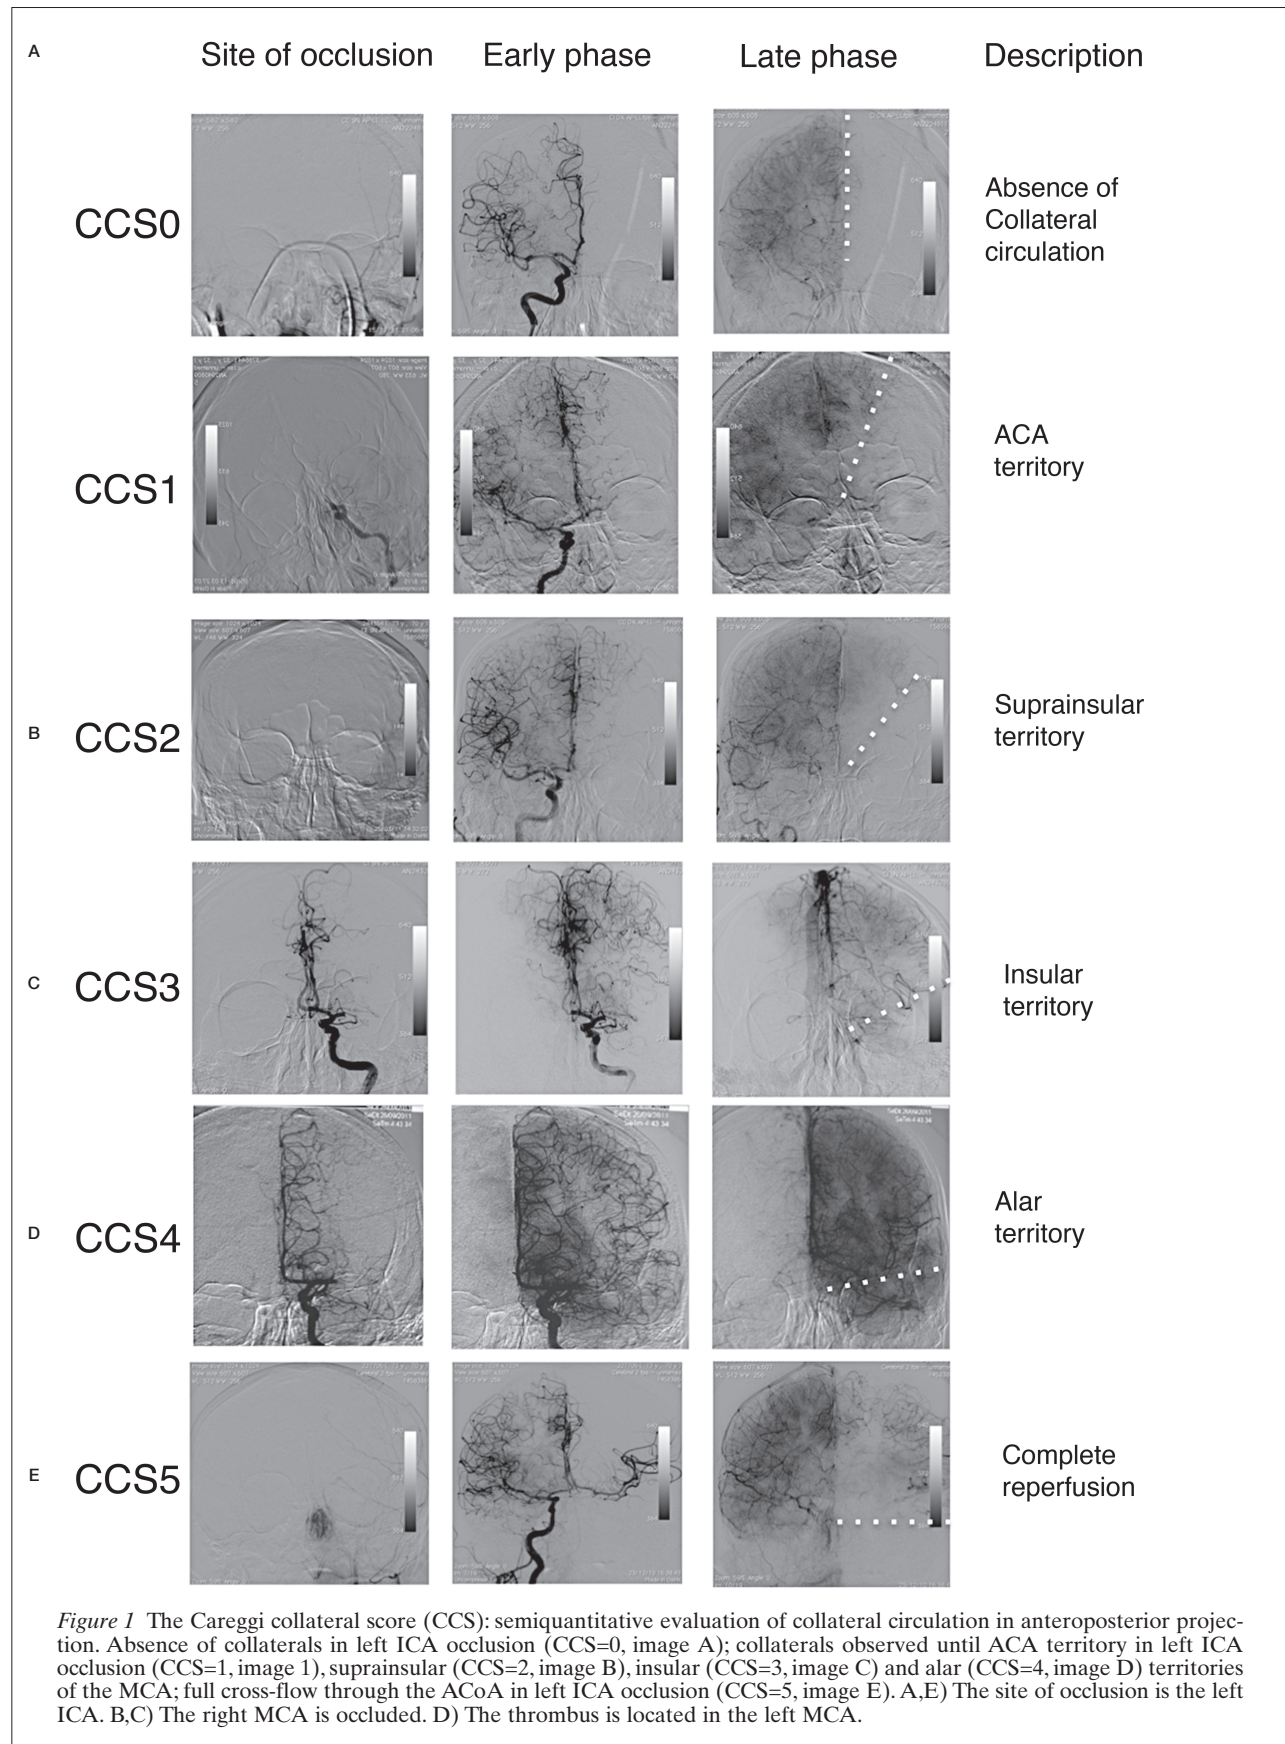 A
Site of occlusion Early phase Late phase Description
CCS0
Absence of
Collateral
circulation
CCS1
ACA
territory
B
CCS2
Suprainsular
territory
C
CCS3
Insular
territory
D
CCS4
Alar
territory
E
CCS5
Complete
reperfusion
Figure 1 The Careggi collateral score (CCS): semiquantitative evaluation of collateral circulation in anteroposterior projec-
tion. Absence of collaterals in left ICA occlusion (CCS=0, image A); collaterals observed until ACA territory in left ICA
occlusion (CCS=1, image 1), suprainsular (CCS=2, image B), insular (CCS=3, image C) and alar (CCS=4, image D) territories
of the MCA; full cross-flow through the ACoA in left ICA occlusion (CCS=5, image E). A,E) The site of occlusion is the left
ICA. B,C) The right MCA is occluded. D) The thrombus is located in the left MCA.